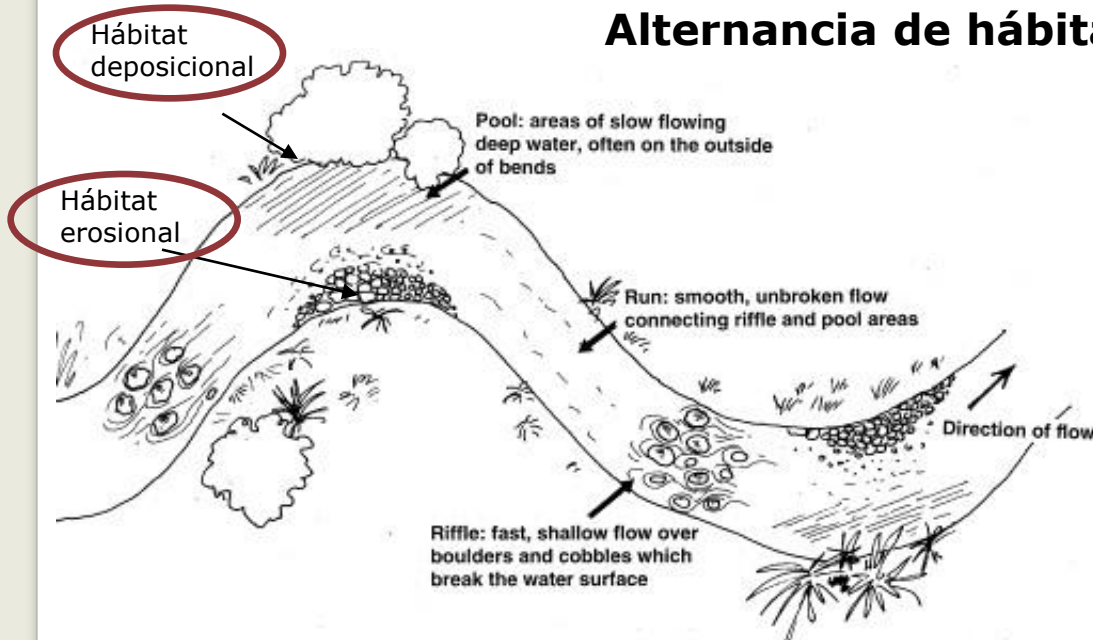 Alternancia de hábita
Hábitat
deposicional
Pool: areas of slow flowing
deep water, often on the outside
of bends
Hábitat
erosional
Run: smooth, unbroken flow
connecting riffle and pool areas
Direction of flow
Riffle: fast, shallow flow over
boulders and cobbles which
break the water surface